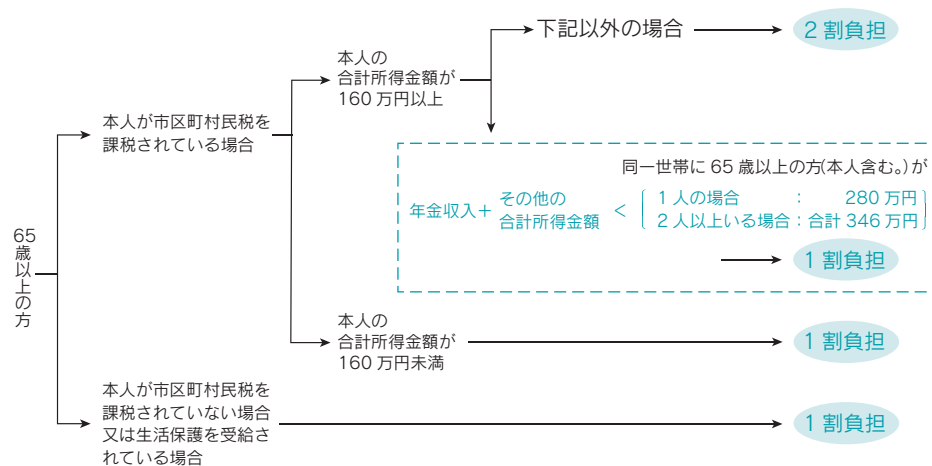 65歳以上の方
本人が市区町村民税を
課税されている場合
本人の
合計所得金額が
160 万円以上
下記以外の場合
2 割負担
同一世帯に 65 歳以上の方(本人含む。)が
年金収入＋
その他の
合計所得金額
<
1 人の場合 : 280 万円
2 人以上いる場合 : 合計 346 万円
1 割負担
本人の
合計所得金額が
160 万円未満
1 割負担
本人が市区町村民税を
課税されていない場合
又は生活保護を受給さ
れている場合
1 割負担